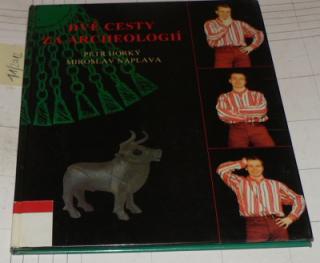 DVĚ CESTY
ZA ARCHEOLOGIÍ
PETR HORKÝ
MIROSLAV NÁPLAVA